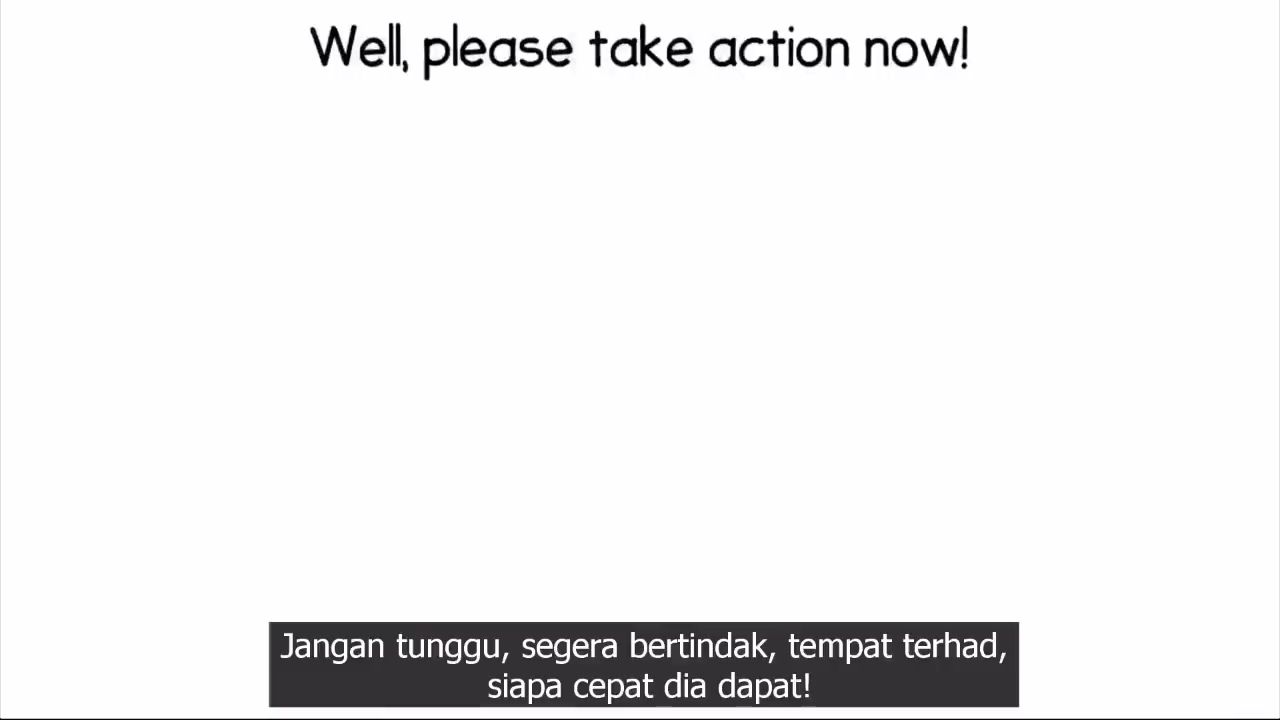 Well, please take action now!
Jangan tunggu, segera bertindak, tempat terhad,
siapa cepat dia dapat!